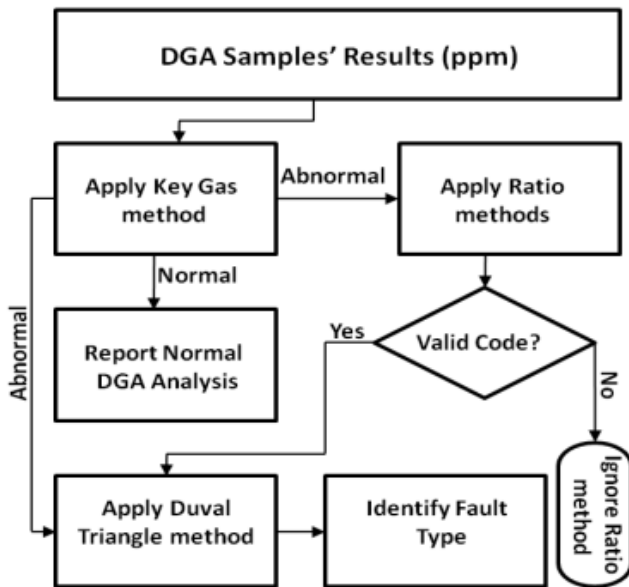 DGA Samples' Results (ppm)
Apply Key Gas
method
Abnormal
Apply Ratio
methods
Normal
Abnormal
Report Normal
DGA Analysis
Yes
Valid Code?
No
Apply Duval
Triangle method
Identify Fault
Type
Ignore Ratio
method